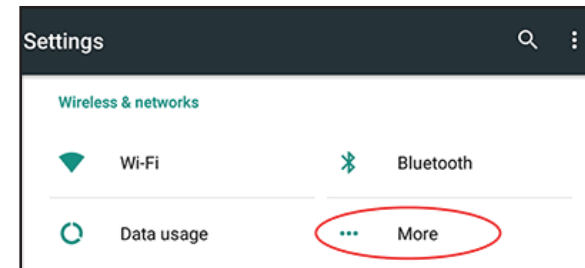 Settings
Wireless & networks
Wi-Fi
Bluetooth
Data usage
More